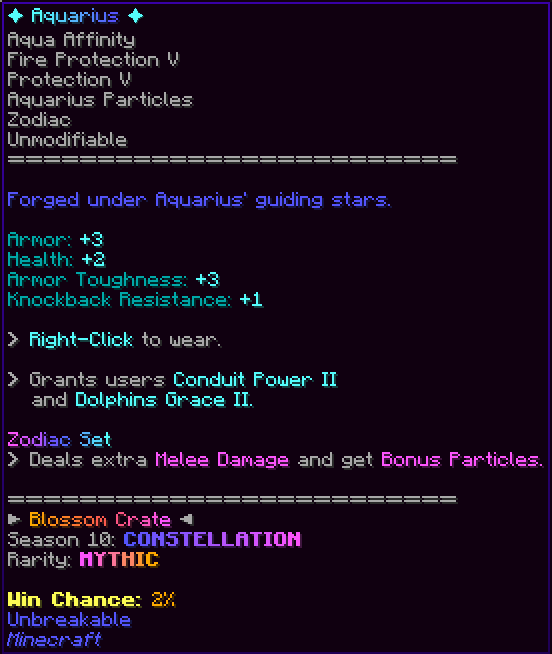 ✦ Aquarius ✦
Aqua Affinity
Fire Protection V
Protection V
Aquarius Particles
Zodiac
Unmodifiable
============================
Forged under Aquarius' guiding stars.
Armor: +3
Health: +2
Armor Toughness: +3
Knockback Resistance: +1
> Right-Click to wear.
> Grants users Conduit Power II
and Dolphins Grace II.
Zodiac Set
> Deals extra Melee Damage and get Bonus Particles.
============================
► Blossom Crate ◄
Season 10: CONSTELLATION
Rarity: MYTHIC
Win Chance: 2%
Unbreakable
Minecraft